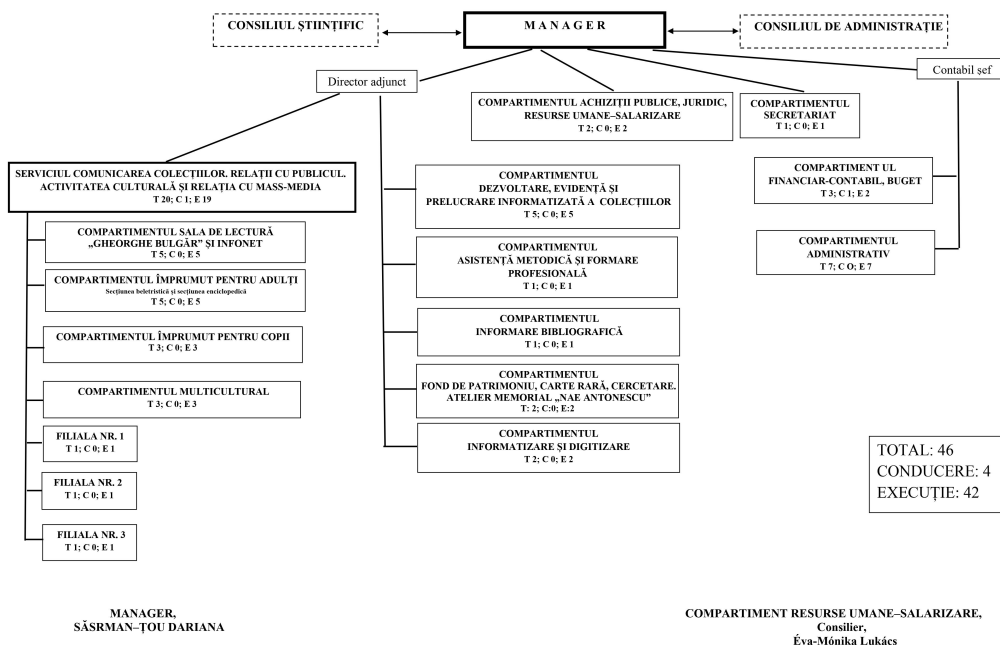 CONSILIUL ȘTIINȚIFIC
M A N A G E R
CONSILIUL DE ADMINISTRAȚIE
Director adjunct
Contabil șef
COMPARTIMENTUL ACHIZIȚII PUBLICE, JURIDIC,
RESURSE UMANE–SALARIZARE
T 2; C 0; E 2
COMPARTIMENTUL
SECRETARIAT
T 1; C 0; E 1
SERVICIUL COMUNICAREA COLECȚIILOR. RELAȚII CU PUBLICUL.
ACTIVITATEA CULTURALĂ ȘI RELAȚIA CU MASS-MEDIA
T 20; C 1; E 19
COMPARTIMENTUL SALA DE LECTURĂ
„GHEORGHE BULGĂR” ȘI INFONET
T 5; C 0; E 5
COMPARTIMENTUL ÎMPRUMUT PENTRU ADULȚI
Secțiunea beletristică și secțiunea enciclopedică
T 5; C 0; E 5
COMPARTIMENTUL ÎMPRUMUT PENTRU COPII
T 3; C 0; E 3
COMPARTIMENTUL MULTICULTURAL
T 3; C 0; E 3
FILIALA NR. 1
T 1; C 0; E 1
FILIALA NR. 2
T 1; C 0; E 1
FILIALA NR. 3
T 1; C 0; E 1
COMPARTIMENTUL
DEZVOLTARE, EVIDENȚĂ ȘI
PRELUCRARE INFORMATIZATĂ A COLECȚIILOR
T 5; C 0; E 5
COMPARTIMENTUL
ASISTENȚĂ METODICĂ ȘI FORMARE
PROFESIONALĂ
T 1; C 0; E 1
COMPARTIMENTUL
INFORMARE BIBLIOGRAFICĂ
T 1; C 0; E 1
COMPARTIMENTUL
FOND DE PATRIMONIU, CARTE RARĂ, CERCETARE.
ATELIER MEMORIAL „NAE ANTONESCU”
T: 2; C:0; E:2
COMPARTIMENTUL
INFORMATIZARE ȘI DIGITIZARE
T 2; C 0; E 2
COMPARTIMENT UL
FINANCIAR-CONTABIL, BUGET
T 3; C 1; E 2
COMPARTIMENTUL
ADMINISTRATIV
T 7; C O; E 7
TOTAL: 46
CONDUCERE: 4
EXECUȚIE: 42
MANAGER,
SĂSRMAN–ȚOU DARIANA
COMPARTIMENT RESURSE UMANE–SALARIZARE,
Consilier,
Éva-Mónika Lukács